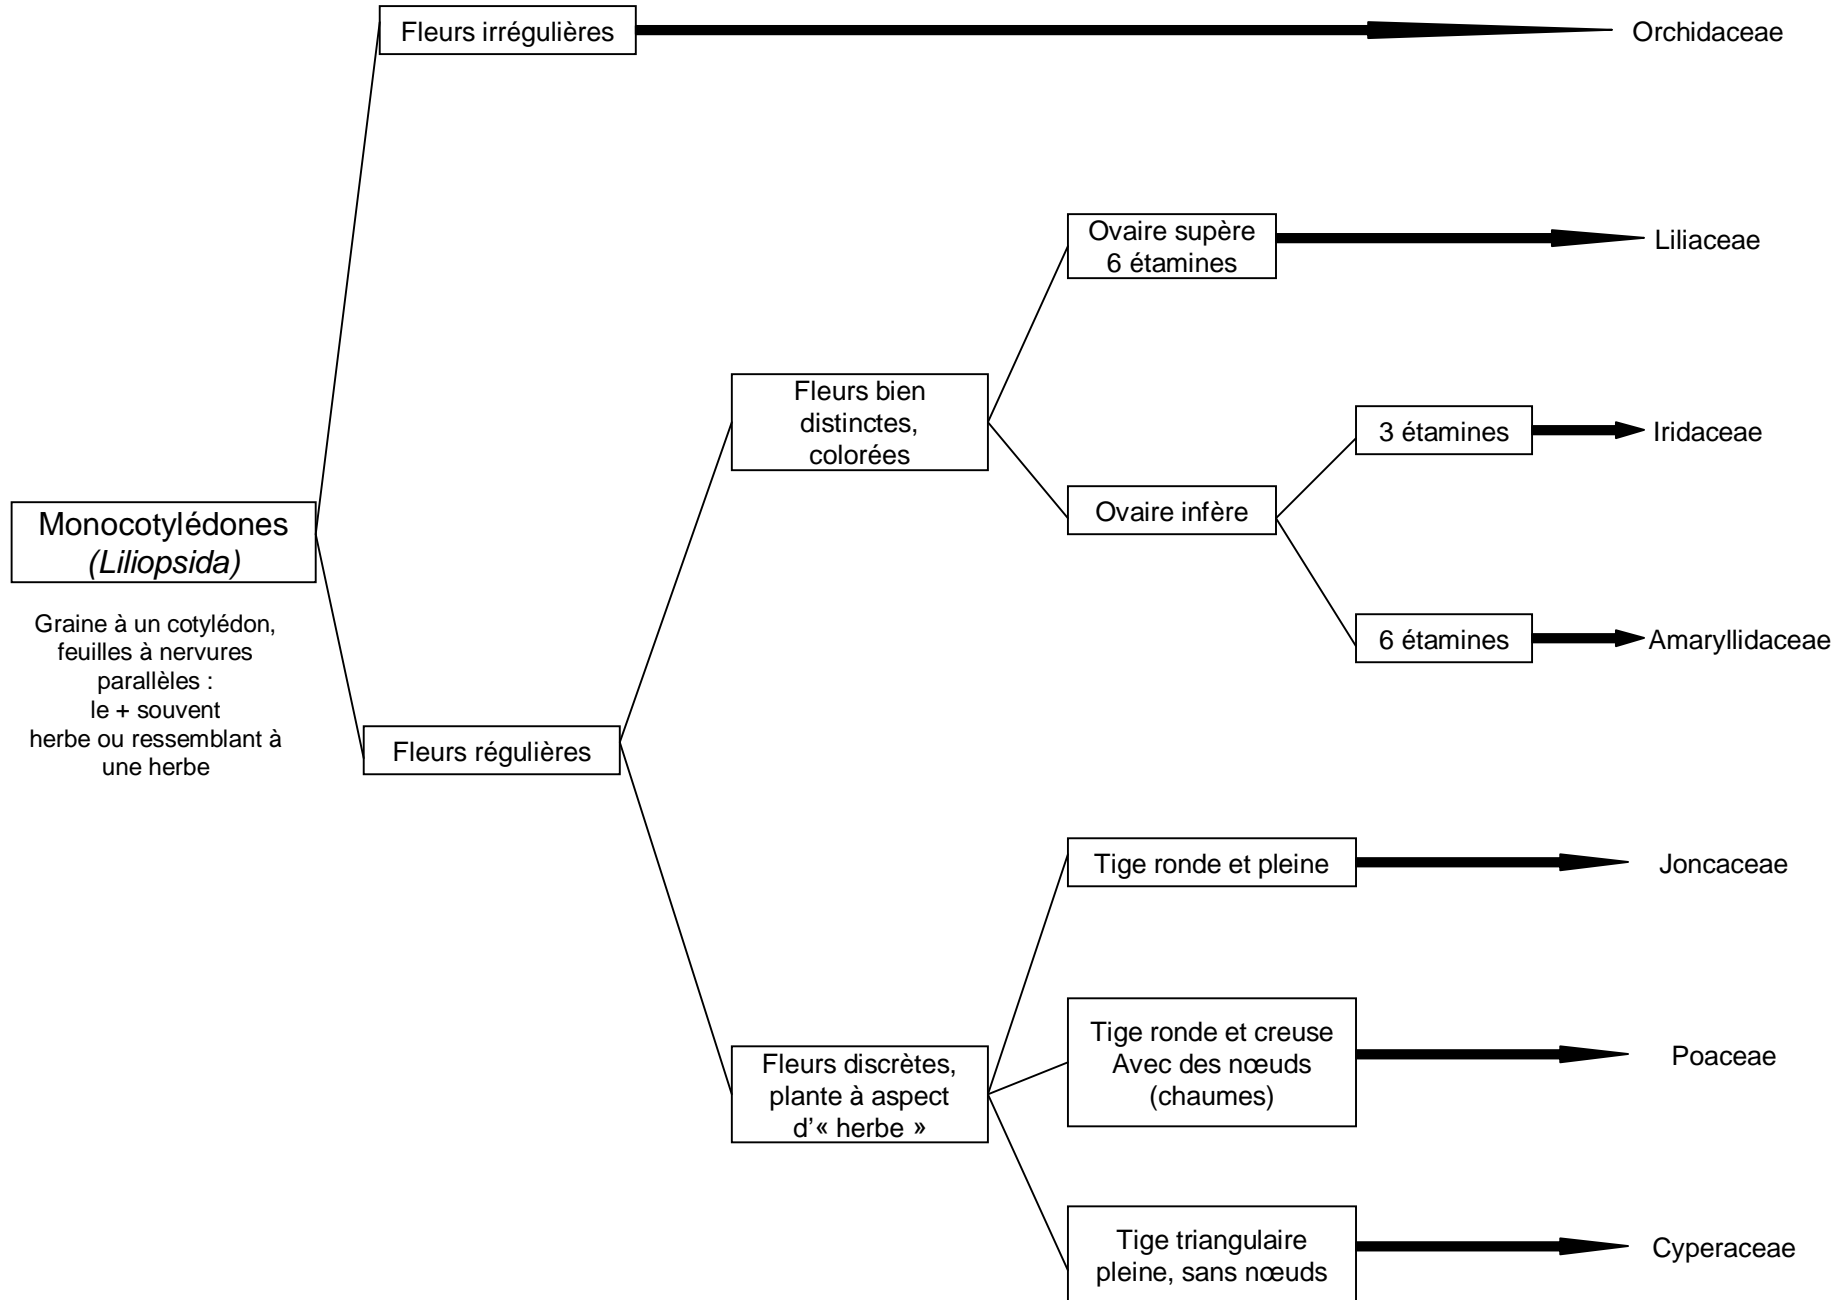 Fleurs irrégulières
Orchidaceae
Ovaire supère
6 étamines
Liliaceae
Fleurs bien
distinctes,
colorées
3 étamines
Iridaceae
Ovaire infère
Monocotylédones
(Liliopsida)
Graine à un cotylédon,
feuilles à nervures
parallèles :
le + souvent
herbe ou ressemblant à
une herbe
6 étamines
Amaryllidaceae
Fleurs régulières
Tige ronde et pleine
Joncaceae
Tige ronde et creuse
Avec des nœuds
(chaumes)
Poaceae
Fleurs discrètes,
plante à aspect
d'« herbe »
Tige triangulaire
pleine, sans nœuds
Cyperaceae